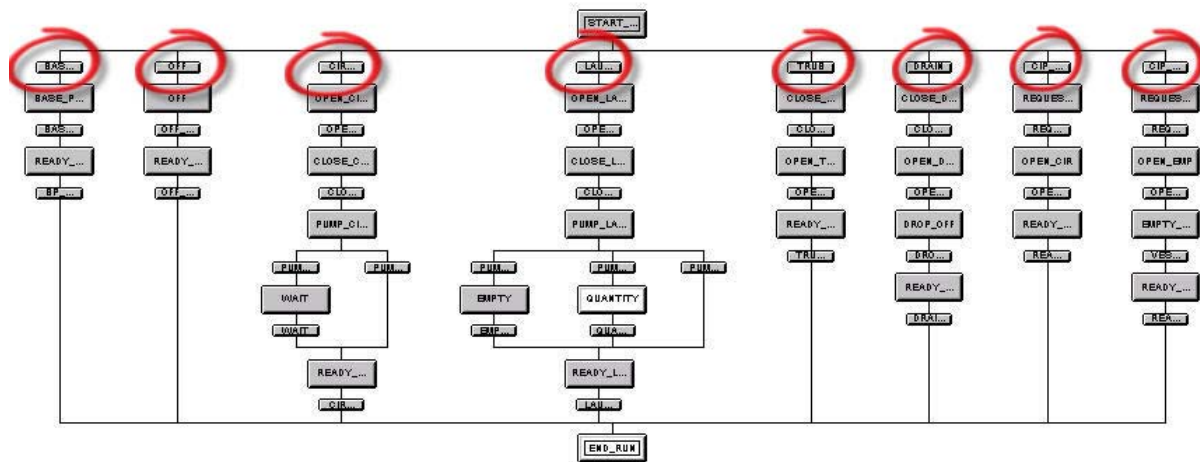 START_...
BAS... OFF CIR... LAU... TRUB DRAIN CIP_... CIP_...
BASE_P... OFF OPEN_CI... OPEN_LA... CLOSE_... CLOSE_D... REQUES... REQUES...
BAS... OFF_... OPE... OPE... CLO... CLO... REQ... REQ...
READY_... READY_... CLOSE_C... CLOSE_L... OPEN_T... OPEN_D... OPEN_CIR OPEN_EMP
BP_... OFF_... CLO... CLO... OPE... OPE... OPE... OPE...
PUMP_CI... PUMP_LA... READY_... DROP_OFF READY_... EMPTY_...
TRU... DRO... REA... VES...
PUM... PUM... PUM... PUM... PUM...
WAIT EMPTY QUANTITY READY_... READY_...
WAIT EMP... QUA... DRAI... REA...
READY_... READY_L...
CIR... LAU...
END_RUN